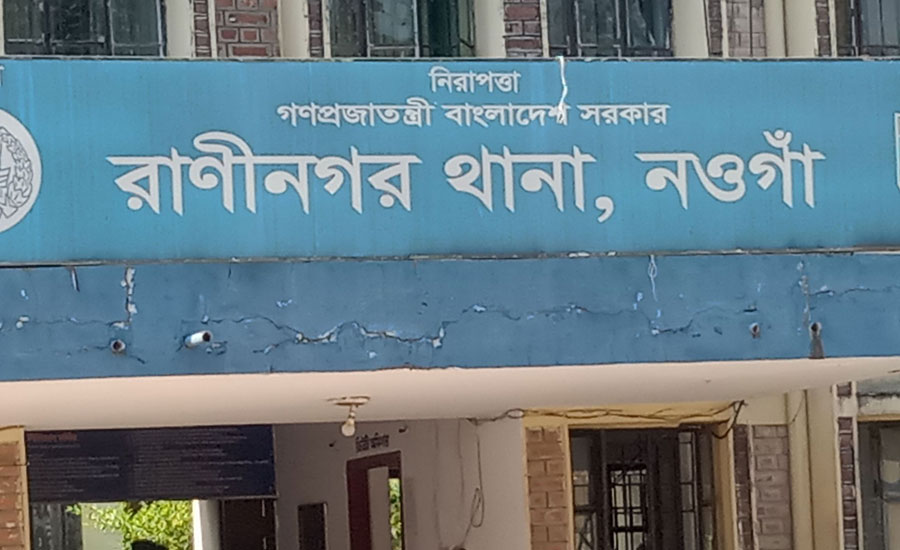 নিরাপত্তা
গণপ্রজাতন্ত্রী বাংলাদেশ সরকার
রাণীনগর থানা, নওগাঁ